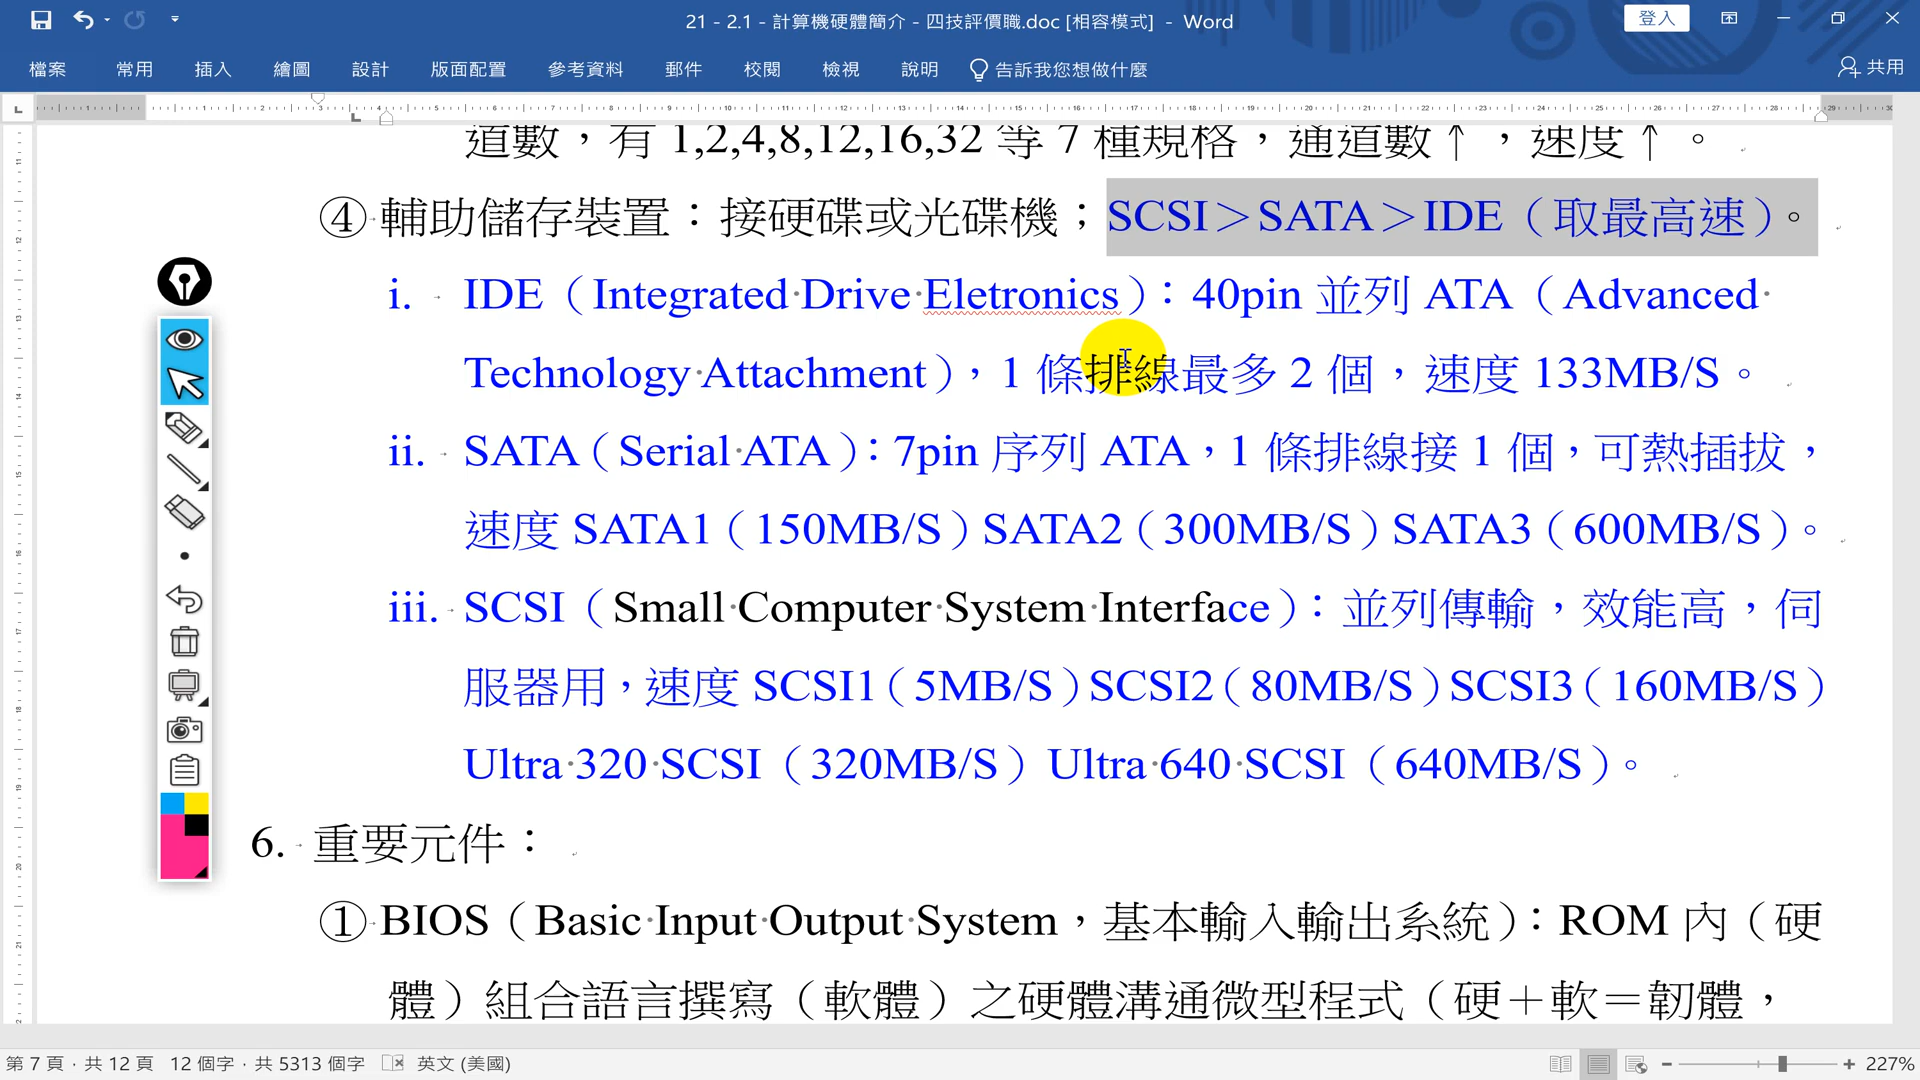 21 - 2.1 - 計算機硬體簡介 - 四技評價職.doc [相容模式] - Word
登入
檔案 常用 插入 繪圖 設計 版面配置 參考資料 郵件 校閱 檢視 說明 告訴我您想做什麼 共用
道數，有 1,2,4,8,12,16,32 等 7 種規格，通道數↑，速度↑。
④ 輔助儲存裝置：接硬碟或光碟機；SCSI＞SATA＞IDE（取最高速）。
i. IDE（Integrated Drive Eletronics）：40pin 並列 ATA（Advanced
Technology Attachment），1 條排線最多 2 個，速度 133MB/S。
ii. SATA（Serial ATA）：7pin 序列 ATA，1 條排線接 1 個，可熱插拔，
速度 SATA1（150MB/S）SATA2（300MB/S）SATA3（600MB/S）。
iii. SCSI（Small Computer System Interface）：並列傳輸，效能高，伺
服器用，速度 SCSI1（5MB/S）SCSI2（80MB/S）SCSI3（160MB/S）
Ultra 320 SCSI（320MB/S）Ultra 640 SCSI（640MB/S）。
6. 重要元件：
① BIOS（Basic Input Output System，基本輸入輸出系統）：ROM 內（硬
體）組合語言撰寫（軟體）之硬體溝通微型程式（硬＋軟＝韌體，
第 7 頁，共 12 頁 12 個字，共 5313 個字 英文 (美國) 227%